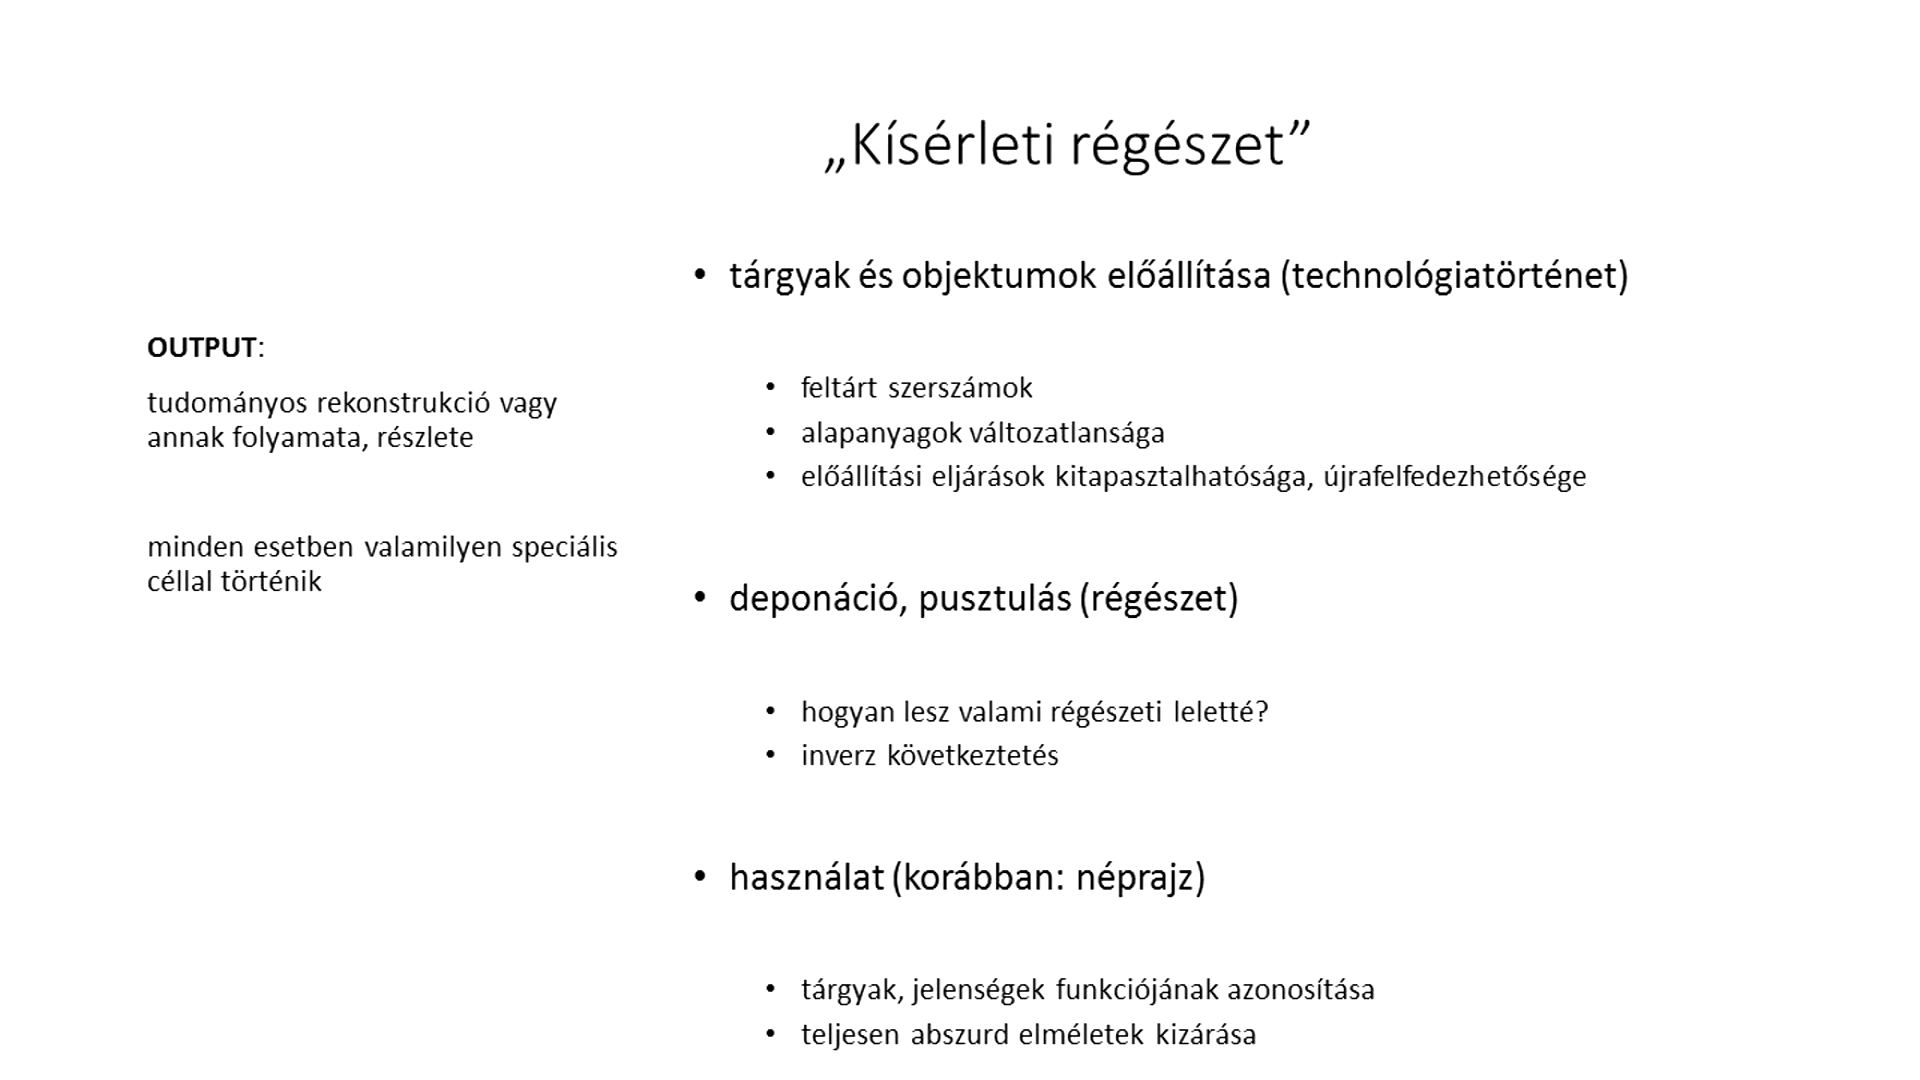 „Kísérleti régészet”
OUTPUT:
tudományos rekonstrukció vagy
annak folyamata, részlete
minden esetben valamilyen speciális
céllal történik
• tárgyak és objektumok előállítása (technológiatörténet)
• feltárt szerszámok
• alapanyagok változatlansága
• előállítási eljárások kitapasztalhatósága, újrafelfedezhetősége
• deponáció, pusztulás (régészet)
• hogyan lesz valami régészeti leletté?
• inverz következtetés
• használat (korábban: néprajz)
• tárgyak, jelenségek funkciójának azonosítása
• teljesen abszurd elméletek kizárása